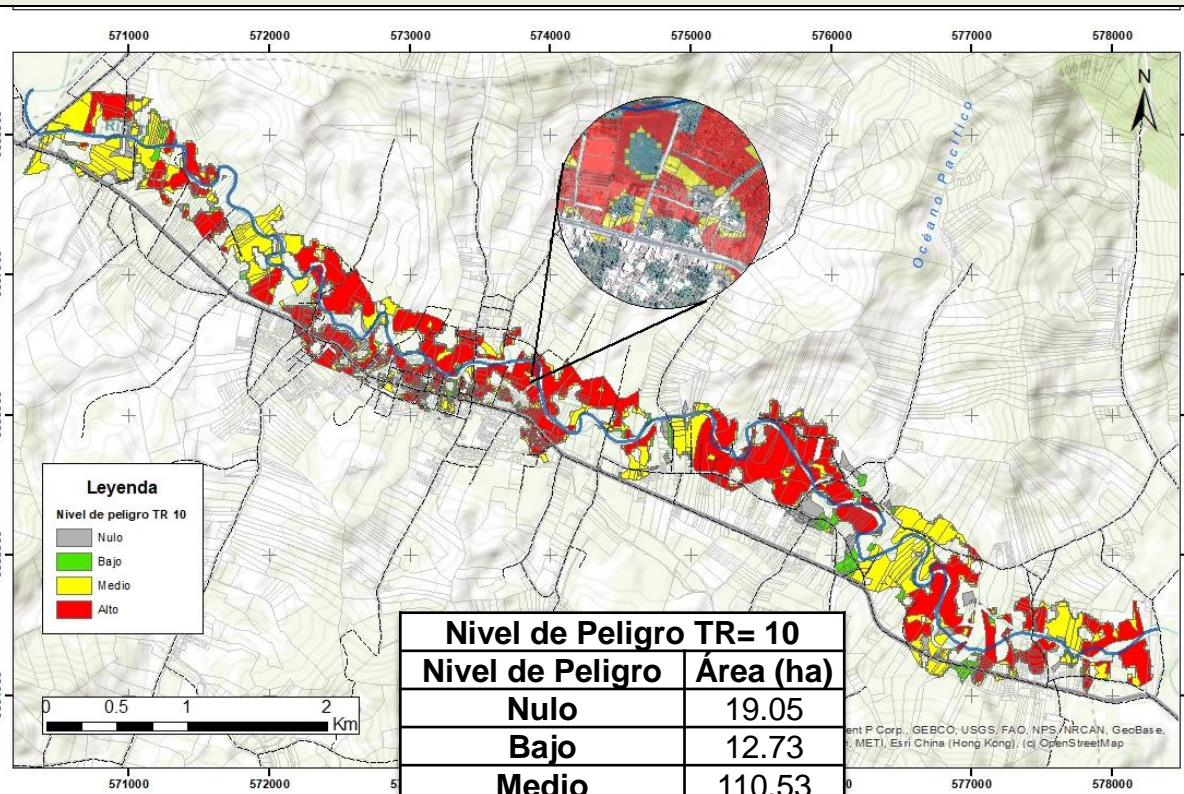 571000 572000 573000 574000 575000 576000 577000 578000
N
Océano Pacífico
Leyenda
Nivel de peligro TR 10
Nulo
Bajo
Medio
Alto
0 0.5 1 2
Km
Nivel de Peligro TR= 10
Nivel de Peligro Área (ha)
Nulo 19.05
Bajo 12.73
Medio 110.53
P Corp., GEBCO, USGS, FAO, NPS, NRCAN, GeoBase,
METI, Esri China (Hong Kong), (c) OpenStreetMap
571000 572000 577000 578000